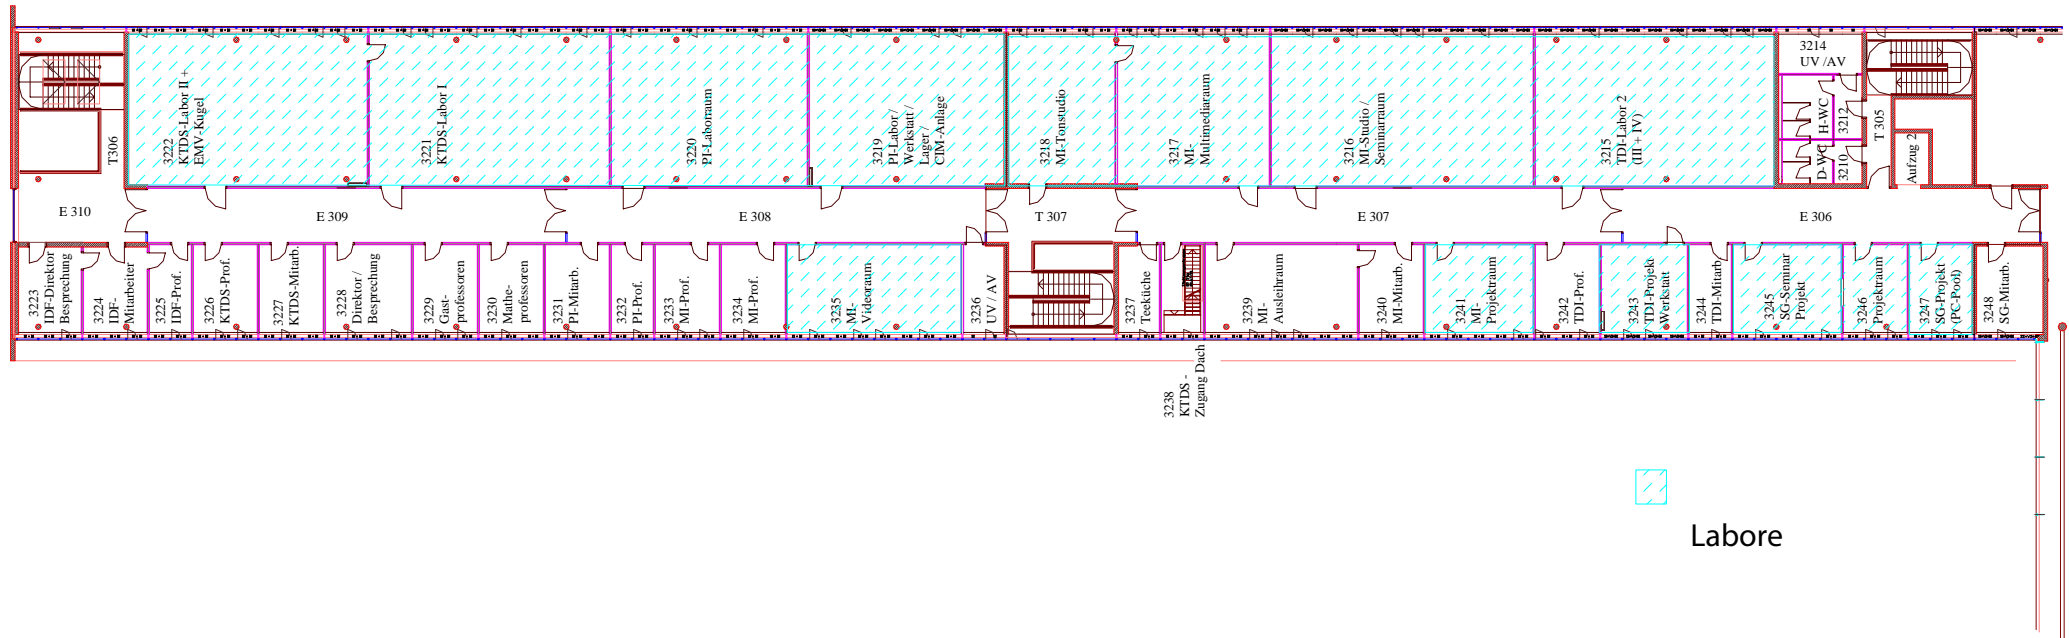 T306
3222
KTDS-Labor II +
EMV-Kugel
3221
KTDS-Labor I
3220
PI-Laborraum
3219
PI-Labor /
Werkstatt /
Lager /
CIM-Anlage
3218
MI-Tonstudio
3217
MI-
Multimediaraum
3216
MI-Studio /
Seminarraum
3215
TDI-Labor 2
(III + IV)
3214
UV /AV
H-WC
3212
D-WC
3210
T 305
Aufzug 2
E 310
E 309
E 308
T 307
E 307
E 306
3223
IDF-Direktor
Besprechung
3224
IDF-
Mitarbeiter
3225
IDF-Prof.
3226
KTDS-Prof.
3227
KTDS-Mitarb.
3228
Direktor /
Besprechung
3229
Gast-
professoren
3230
Mathe-
professoren
3231
PI-Mitarb.
3232
PI-Prof.
3233
MI-Prof.
3234
MI-Prof.
3235
MI-
Videoraum
3236
UV / AV
3237
Teeküche
3238
KTDS -
Zugang Dach
3239
MI-
Ausleihraum
3240
MI-Mitarb.
3241
MI-
Projektraum
3242
TDI-Prof.
3243
TDI-Projekt
Werkstatt
3244
TDI-Mitarb.
3245
SG-Seminar
Projekt
3246
Projektraum
3247
SG-Projekt
(PC-Pool)
3248
SG-Mitarb.
Labore